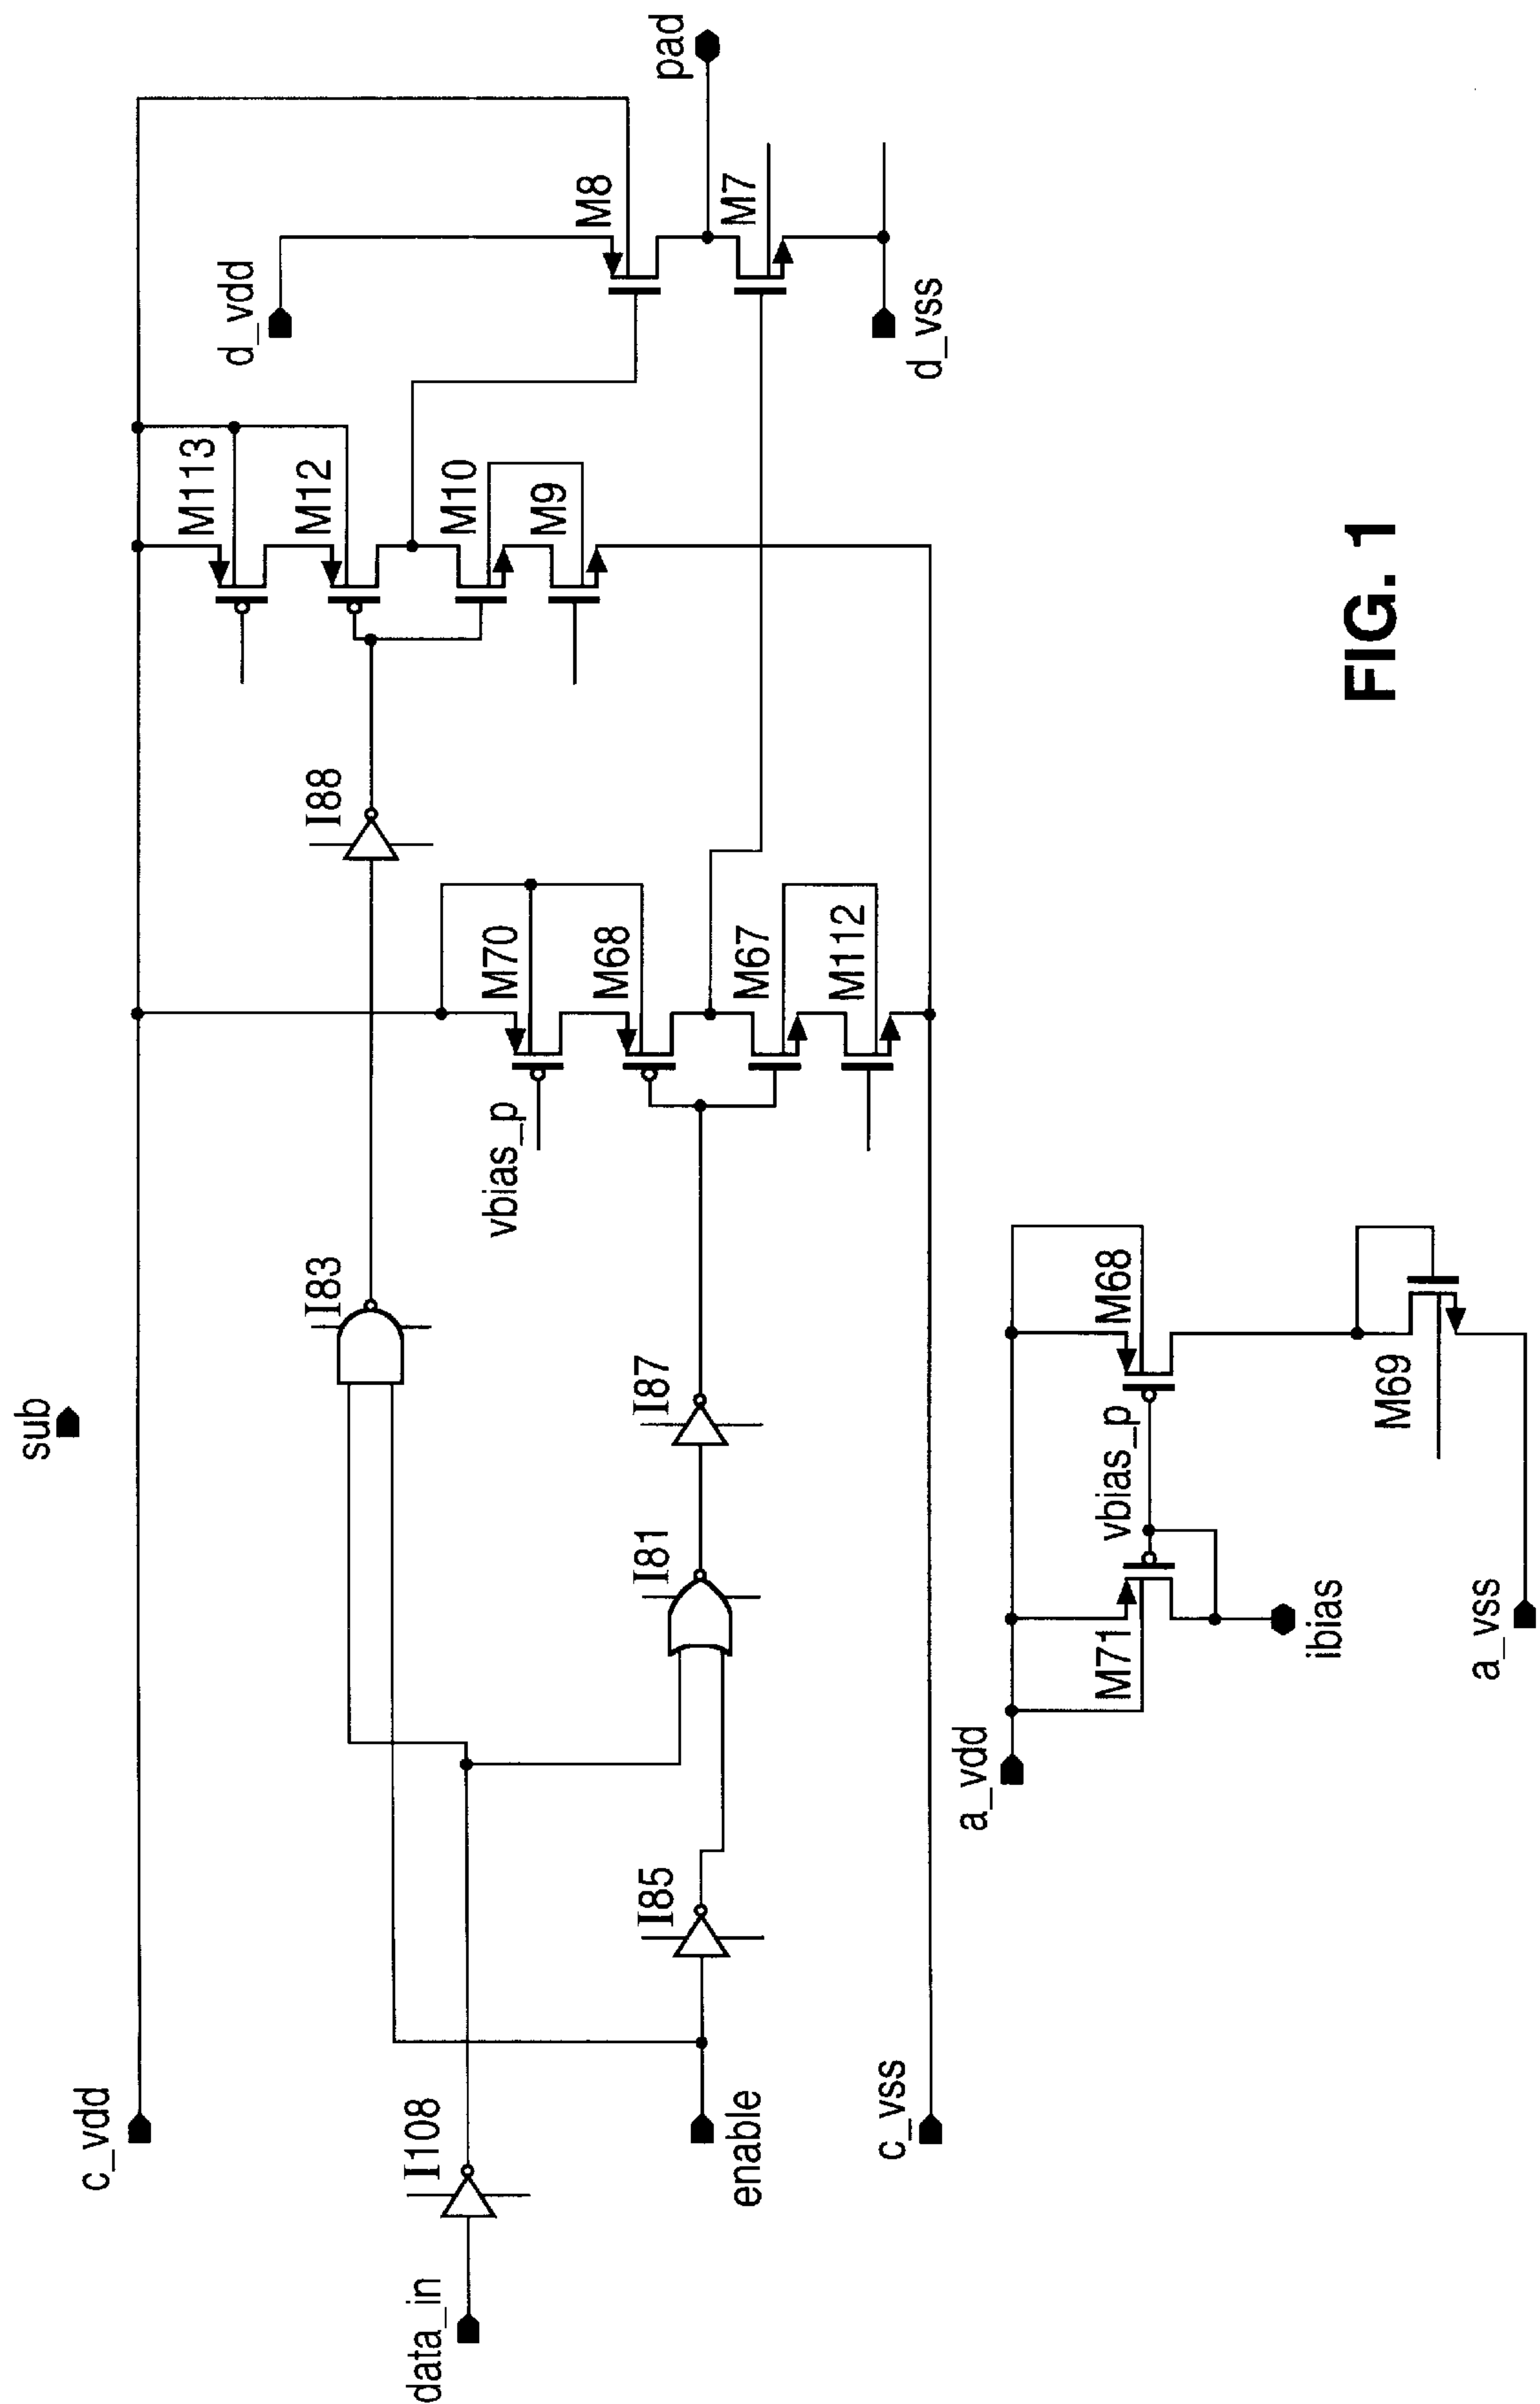 sub
c_vdd
d_vdd
M113
M12
M10
M9
M8
pad
M7
d_vss
I88
I83
data_in
I108
enable
I85
I81
I87
vbias_p
M70
M68
M67
M112
c_vss
a_vdd
M71
vbias_p
M68
ibias
M69
a_vss
FIG. 1